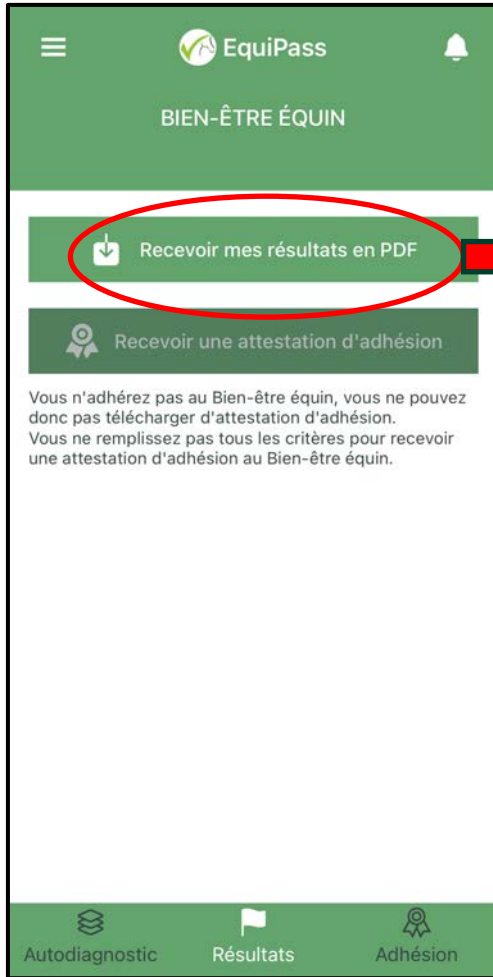 EquiPass
BIEN-ÊTRE ÉQUIN
Recevoir mes résultats en PDF
Recevoir une attestation d'adhésion
Vous n'adhérez pas au Bien-être équin, vous ne pouvez
donc pas télécharger d'attestation d'adhésion.
Vous ne remplissez pas tous les critères pour recevoir
une attestation d'adhésion au Bien-être équin.
Autodiagnostic Résultats Adhésion